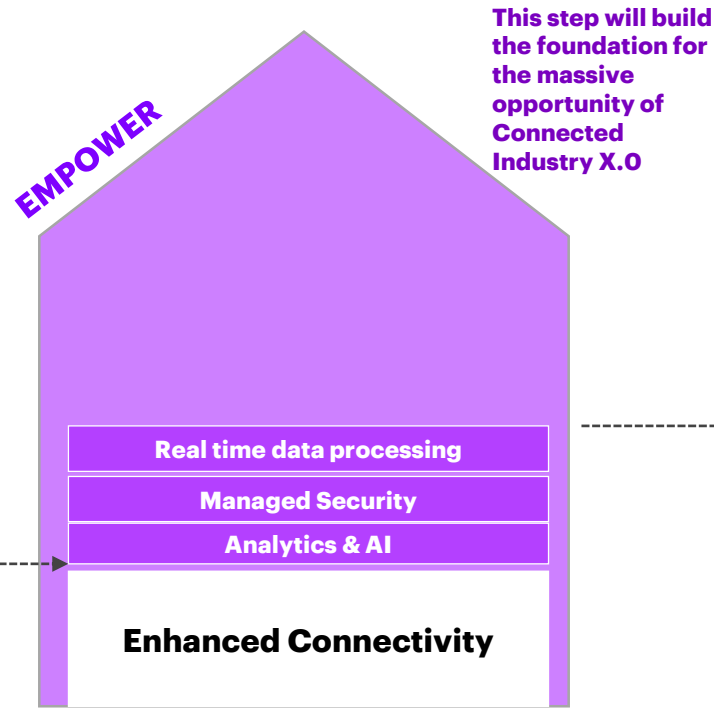 This step will build
the foundation for
the massive
opportunity of
Connected
Industry X.0
EMPOWER
Real time data processing
Managed Security
Analytics & AI
Enhanced Connectivity